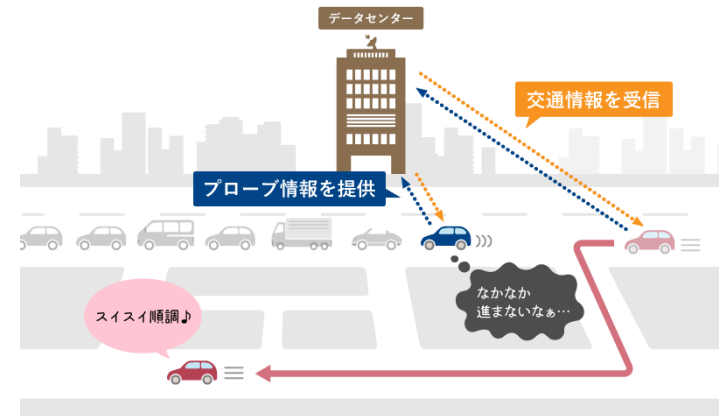 データセンター
交通情報を受信
プローブ情報を提供
なかなか
進まないなぁ…
スイスイ順調♪